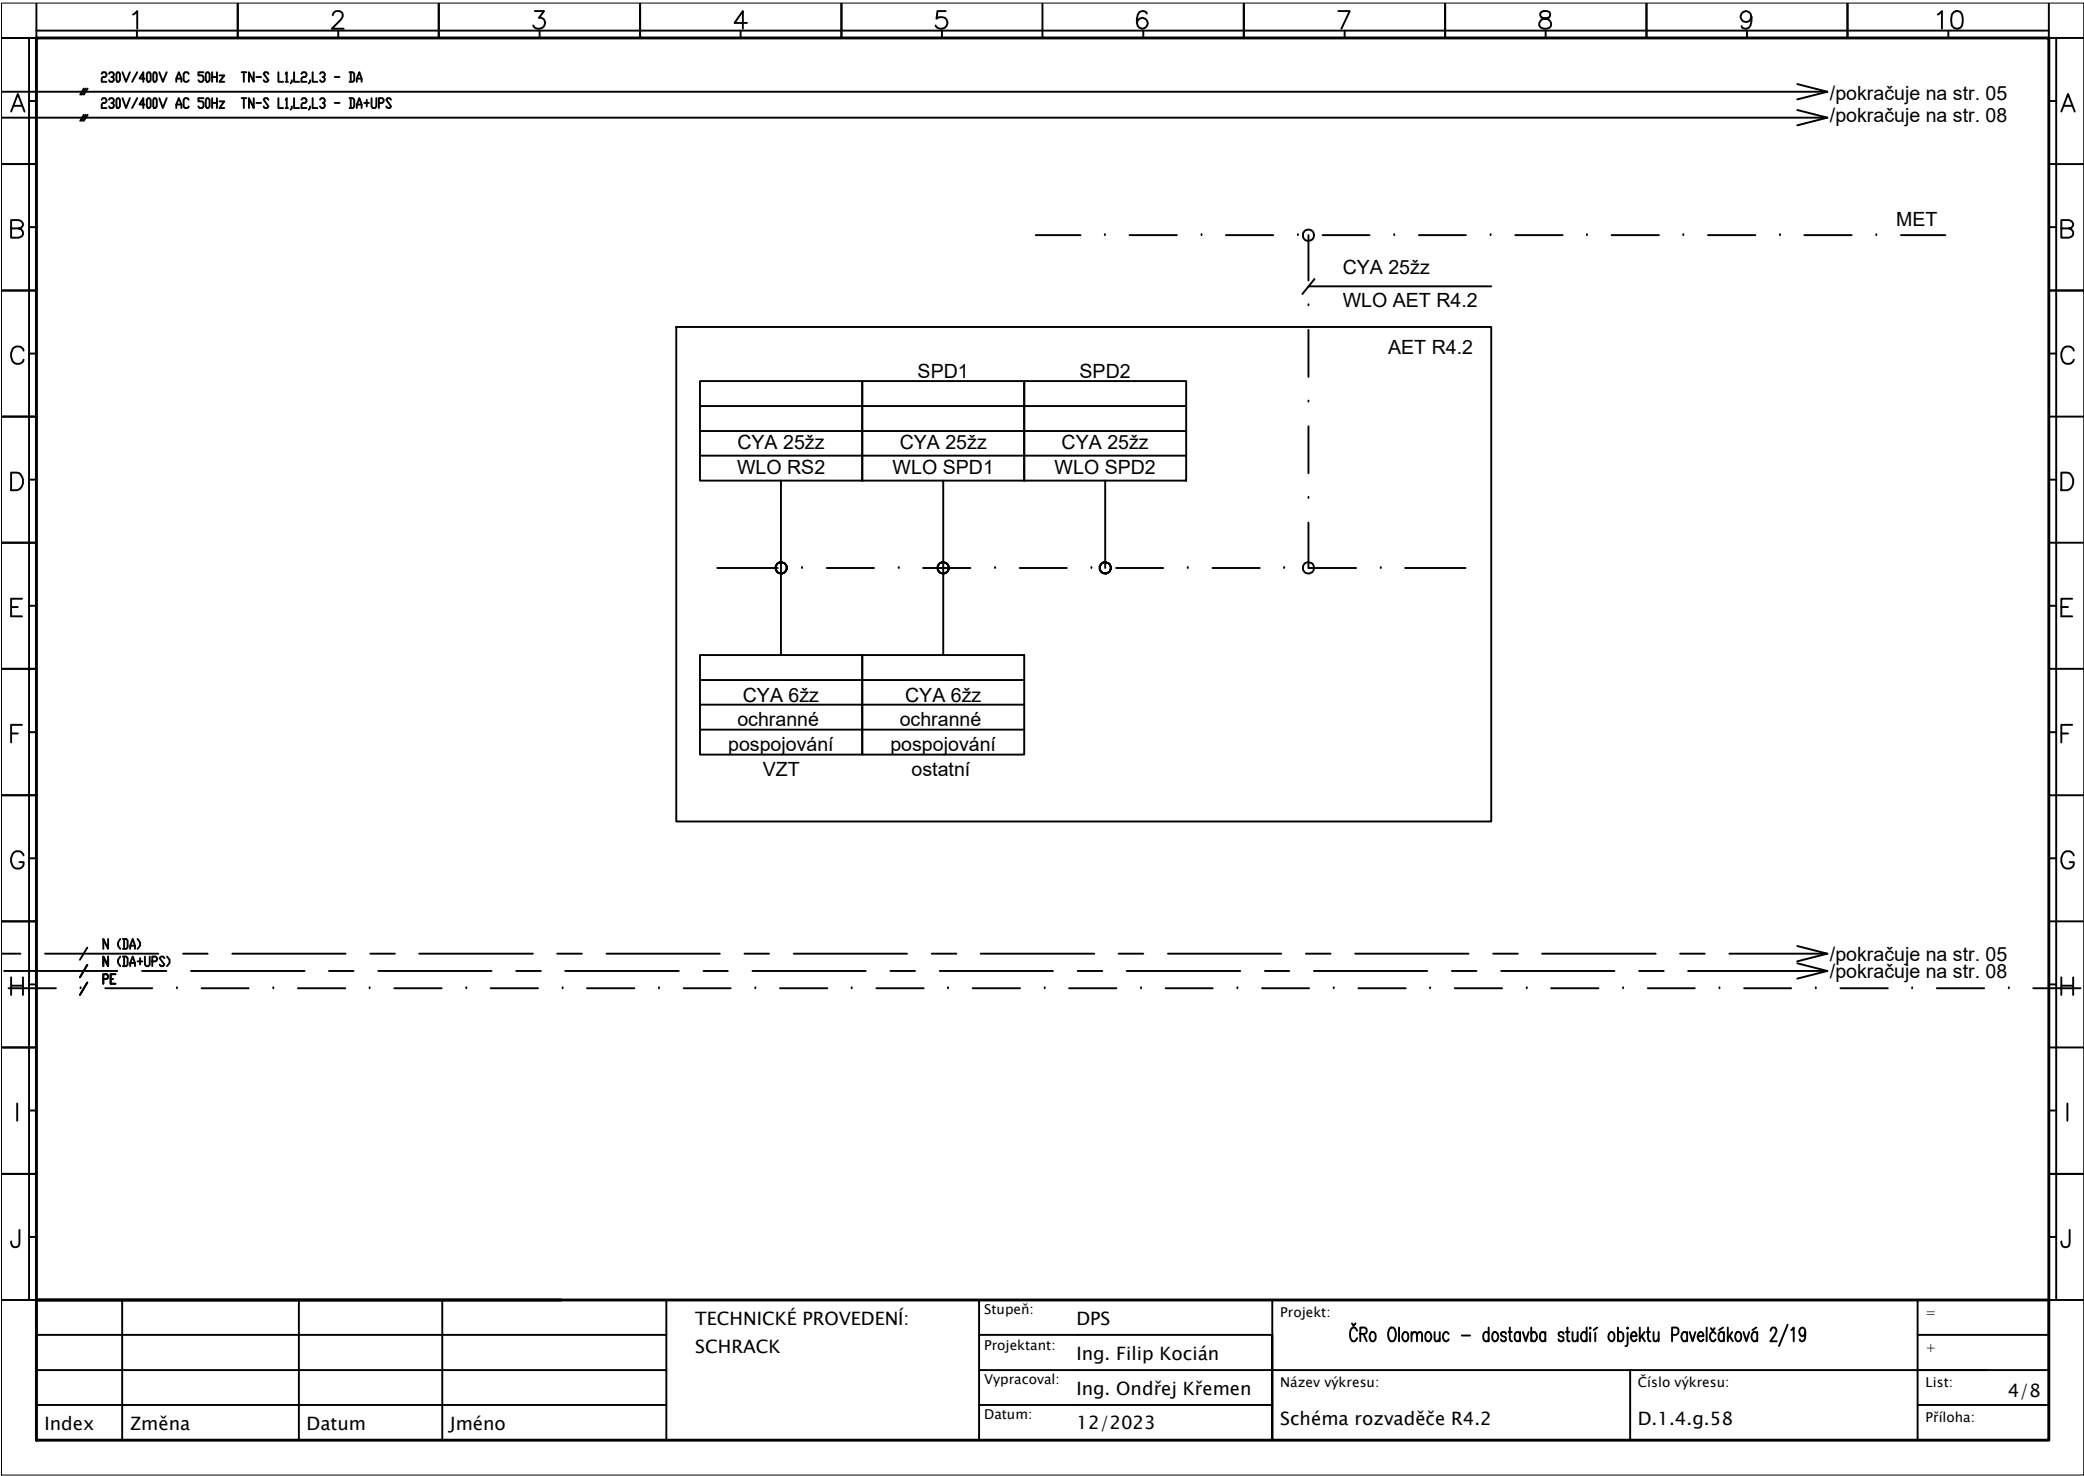 1 2 3 4 5 6 7 8 9 10
230V/400V AC 50Hz TN-S L1,L2,L3 - DA
A /pokračuje na str. 05 A
230V/400V AC 50Hz TN-S L1,L2,L3 - DA+UPS
/pokračuje na str. 08
B MET B
CYA 25žz
WLO AET R4.2
C AET R4.2 C
SPD1 SPD2
CYA 25žz CYA 25žz CYA 25žz
WLO RS2 WLO SPD1 WLO SPD2
D D
E E
CYA 6žz CYA 6žz
ochranné ochranné
F F
pospojování pospojování
VZT ostatní
G G
N (DA) /pokračuje na str. 05
N (DA+UPS) /pokračuje na str. 08
H PE H
I I
J J
TECHNICKÉ PROVEDENÍ:
SCHRACK
Stupeň: DPS
Projektant: Ing. Filip Kocián
Vypracoval: Ing. Ondřej Křemen
Datum: 12/2023
Projekt:
ČRo Olomouc – dostavba studií objektu Pavelčáková 2/19
Název výkresu:
Schéma rozvaděče R4.2
Číslo výkresu:
D.1.4.g.58
=
+
List: 4/8
Příloha:
Index Změna Datum Jméno